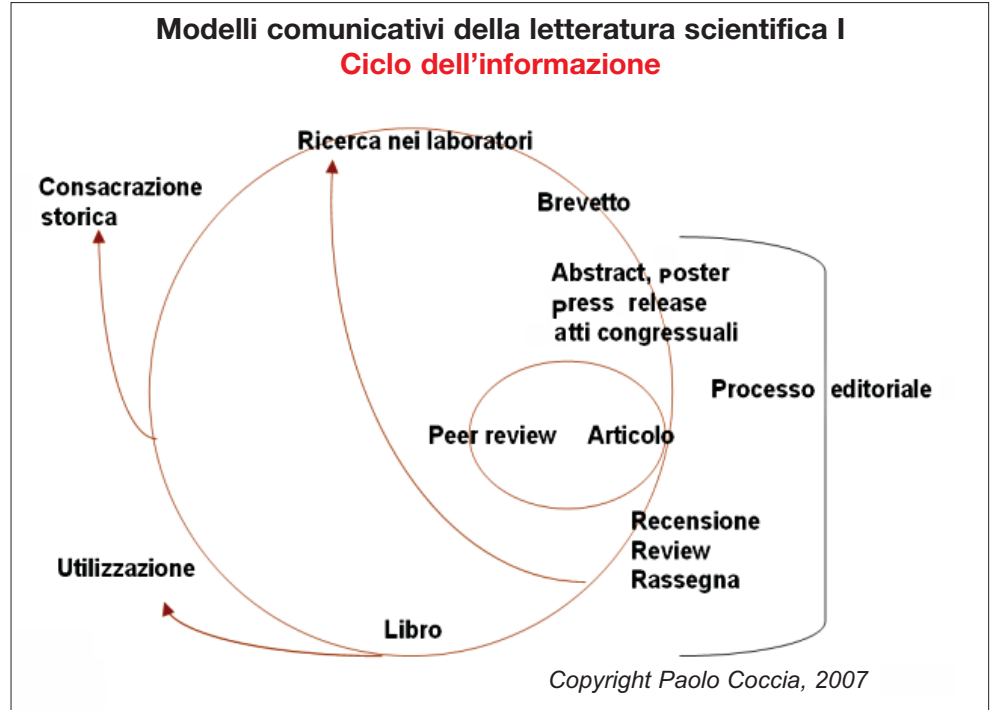 Modelli comunicativi della letteratura scientifica I
Ciclo dell'informazione
Ricerca nei laboratori
Consacrazione
storica
Brevetto
Abstract, poster
press release
atti congressuali
Processo editoriale
Peer review Articolo
Recensione
Review
Rassegna
Utilizzazione
Libro
Copyright Paolo Coccia, 2007